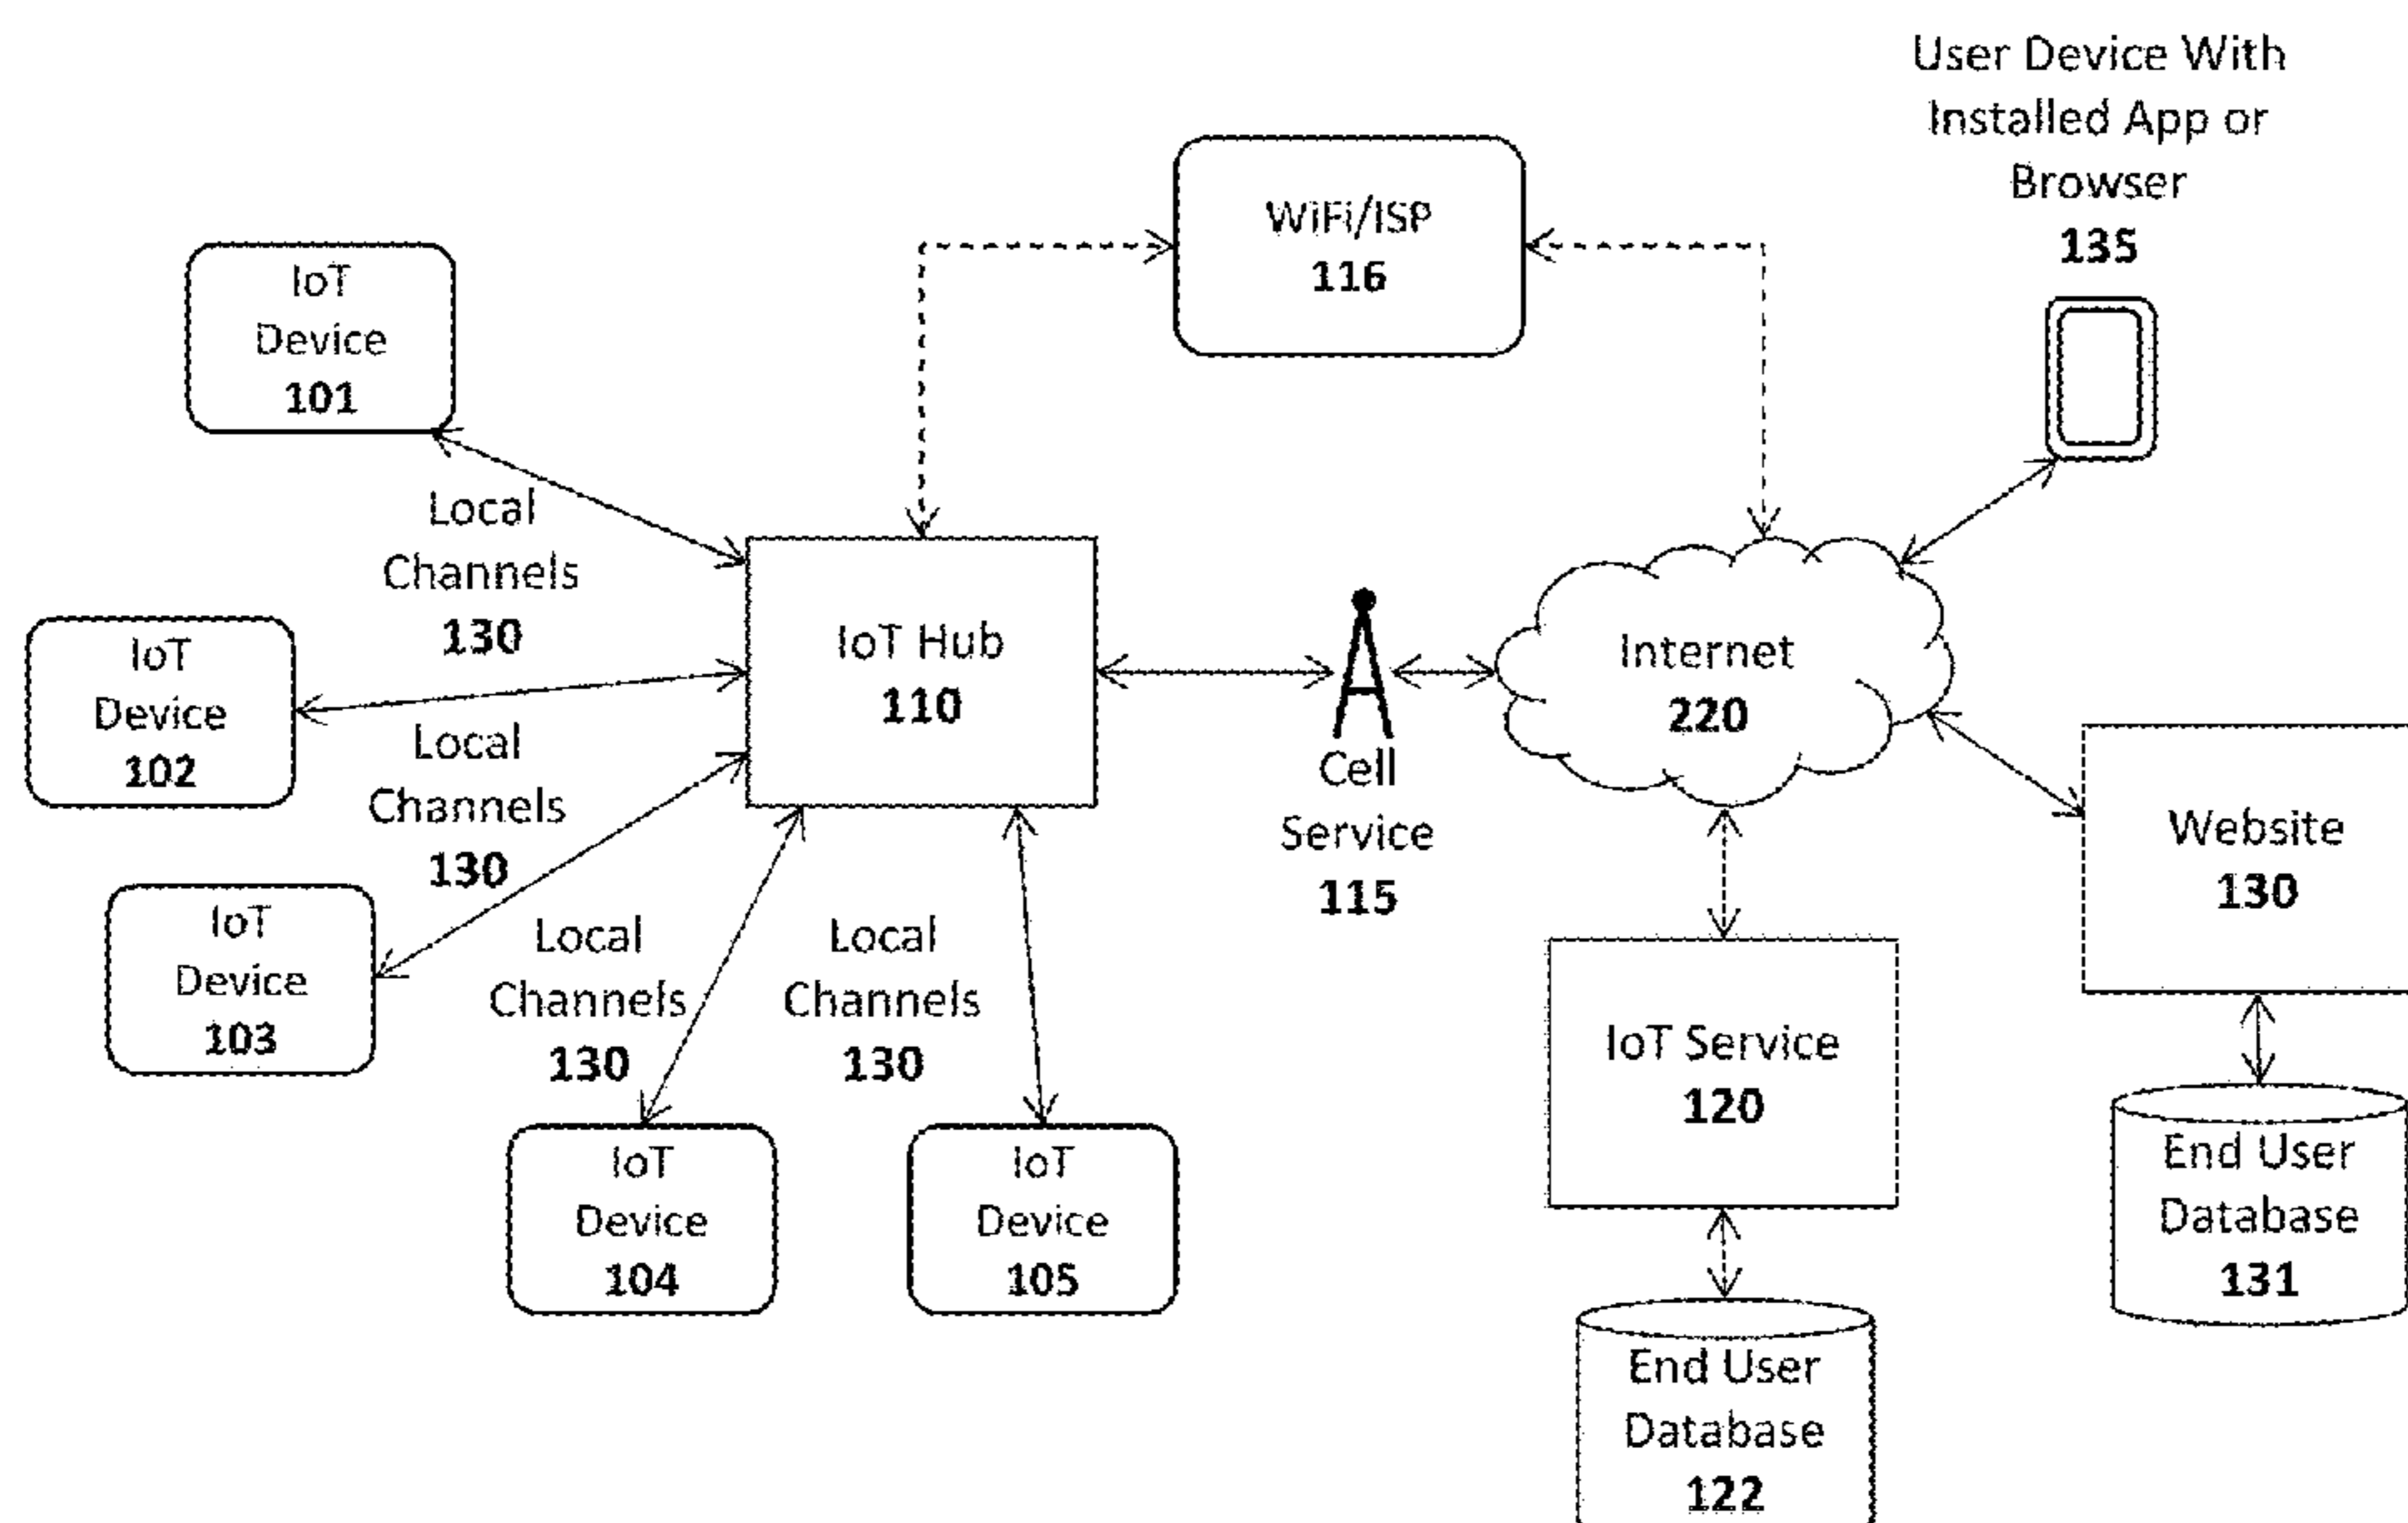 User Device With
Installed App or
Browser
135
WiFi/ISP
116
IoT
Device
101
Local
Channels
130
IoT Hub
110
IoT
Device
102
Local
Channels
130
IoT
Device
103
Local
Channels
130
Local
Channels
130
IoT
Device
104
IoT
Device
105
Cell
Service
115
Internet
220
Website
130
IoT Service
120
End User
Database
131
End User
Database
122